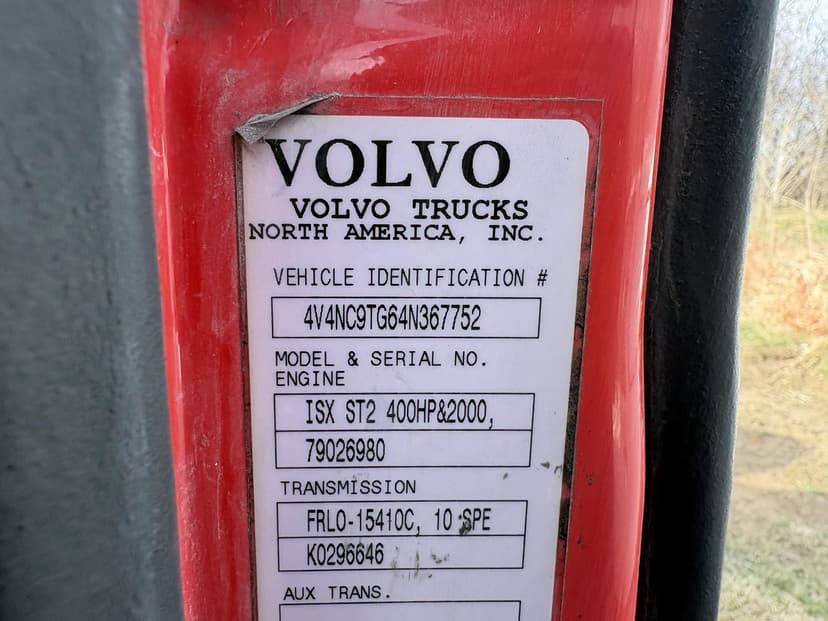 VOLVO
VOLVO TRUCKS
NORTH AMERICA, INC.
VEHICLE IDENTIFICATION #
4V4NC9TG64N367752
MODEL & SERIAL NO.
ENGINE
ISX ST2 400HP&2000,
79026980
TRANSMISSION
FRLO-15410C, 10 SPE
K0296646
AUX TRANS.